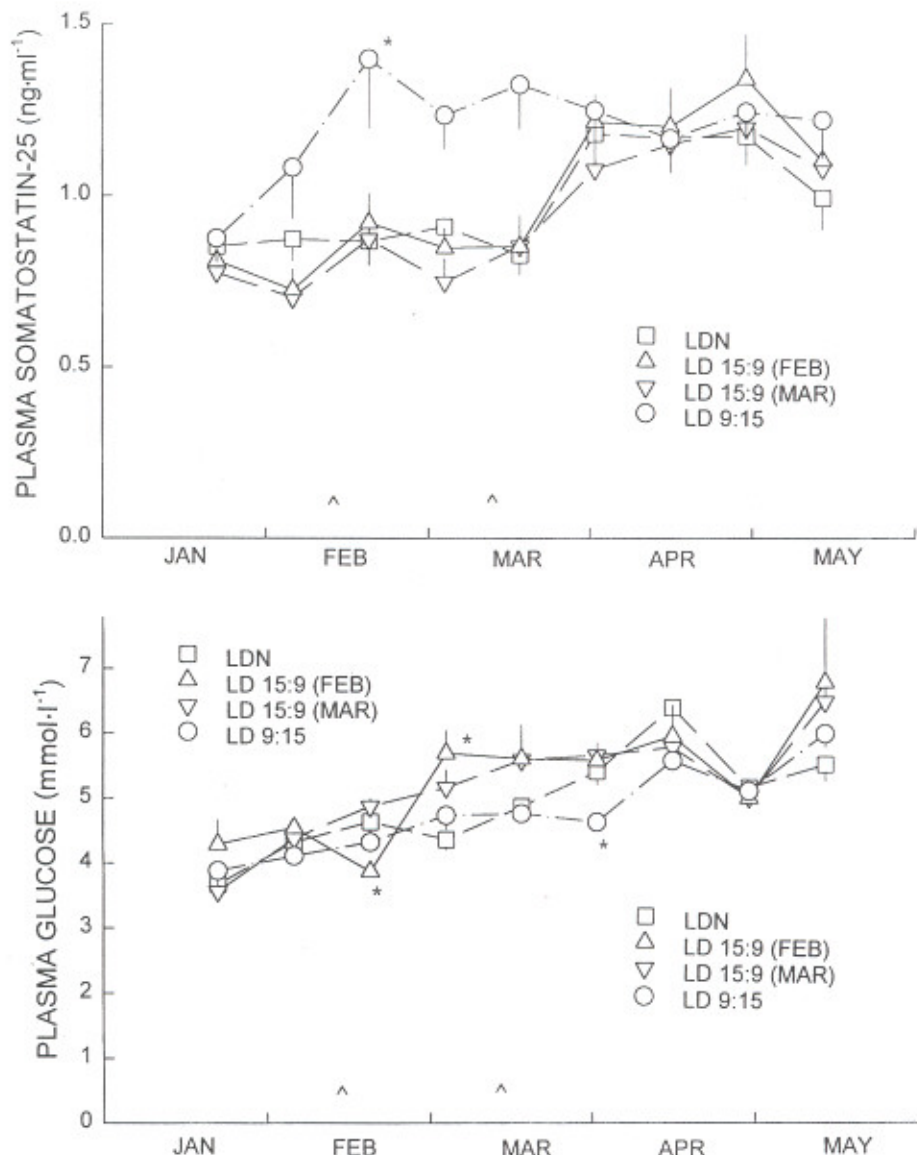 PLASMA SOMATOSTATIN-25 (ng·ml⁻¹)
1.5
1.0
0.5
0.0
*
LDN
LD 15:9 (FEB)
LD 15:9 (MAR)
LD 9:15
^ ^
JAN FEB MAR APR MAY
PLASMA GLUCOSE (mmol·l⁻¹)
7
6
5
4
3
2
1
0
LDN
LD 15:9 (FEB)
LD 15:9 (MAR)
LD 9:15
*
*
*
LDN
LD 15:9 (FEB)
LD 15:9 (MAR)
LD 9:15
^ ^
JAN FEB MAR APR MAY